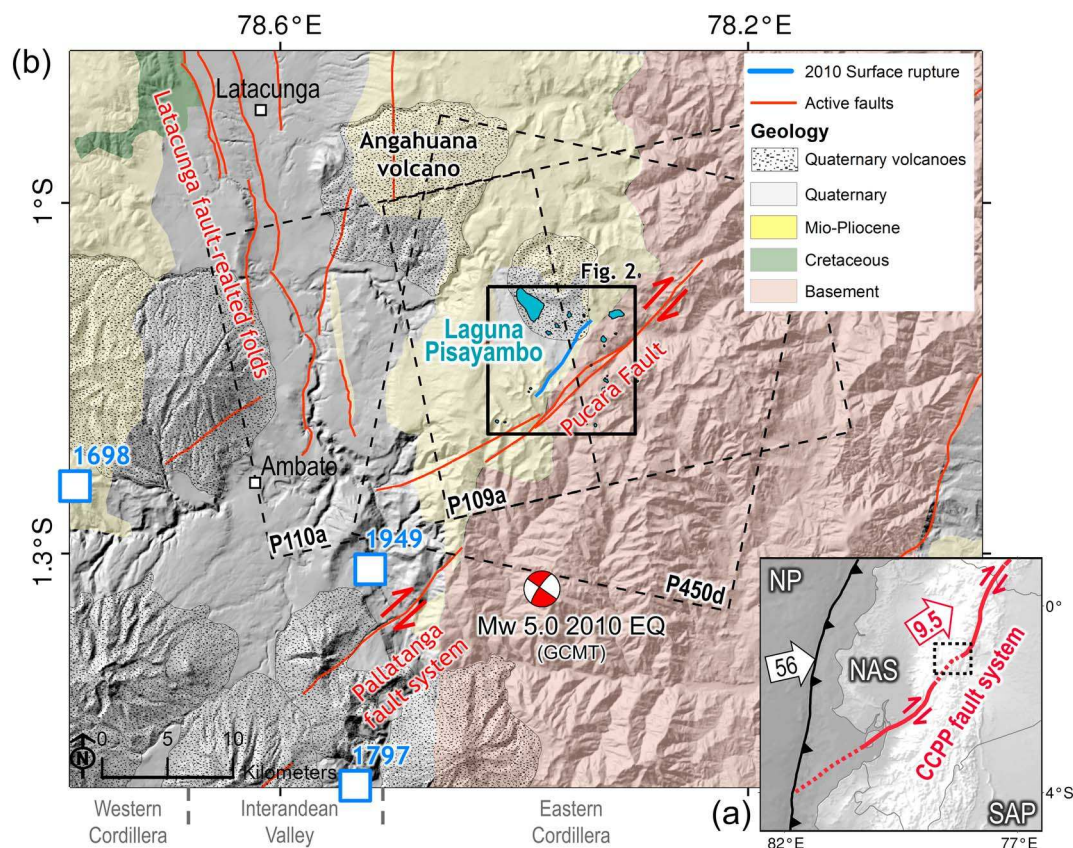 78.6°E
78.2°E
(b)
2010 Surface rupture
Active faults
Geology
Quaternary volcanoes
Quaternary
Mio-Pliocene
Cretaceous
Basement
Latacunga
Latacunga fault-realted folds
Angahuana
volcano
1°S
Fig. 2
Laguna
Pisayambo
Pucara Fault
1698
Ambato
P109a
P110a
1949
1.3°S
P450d
Mw 5.0 2010 EQ
(GCMT)
Pallatanga
fault system
N
0 5 10
Kilometers
1797
Western
Cordillera
Interandean
Valley
Eastern
Cordillera
(a)
NP
0°
9.5
56
NAS
CCPP fault system
SAP
4°S
82°E
77°E